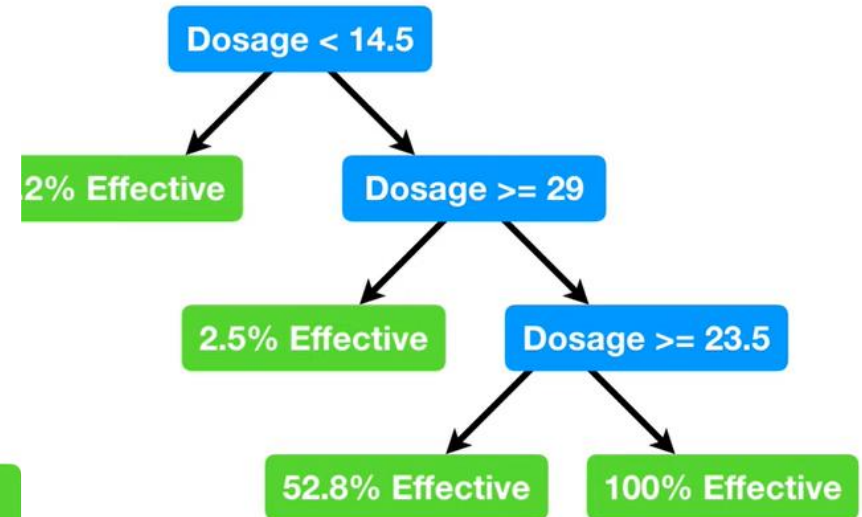 Dosage < 14.5
.2% Effective
Dosage >= 29
2.5% Effective
Dosage >= 23.5
52.8% Effective
100% Effective